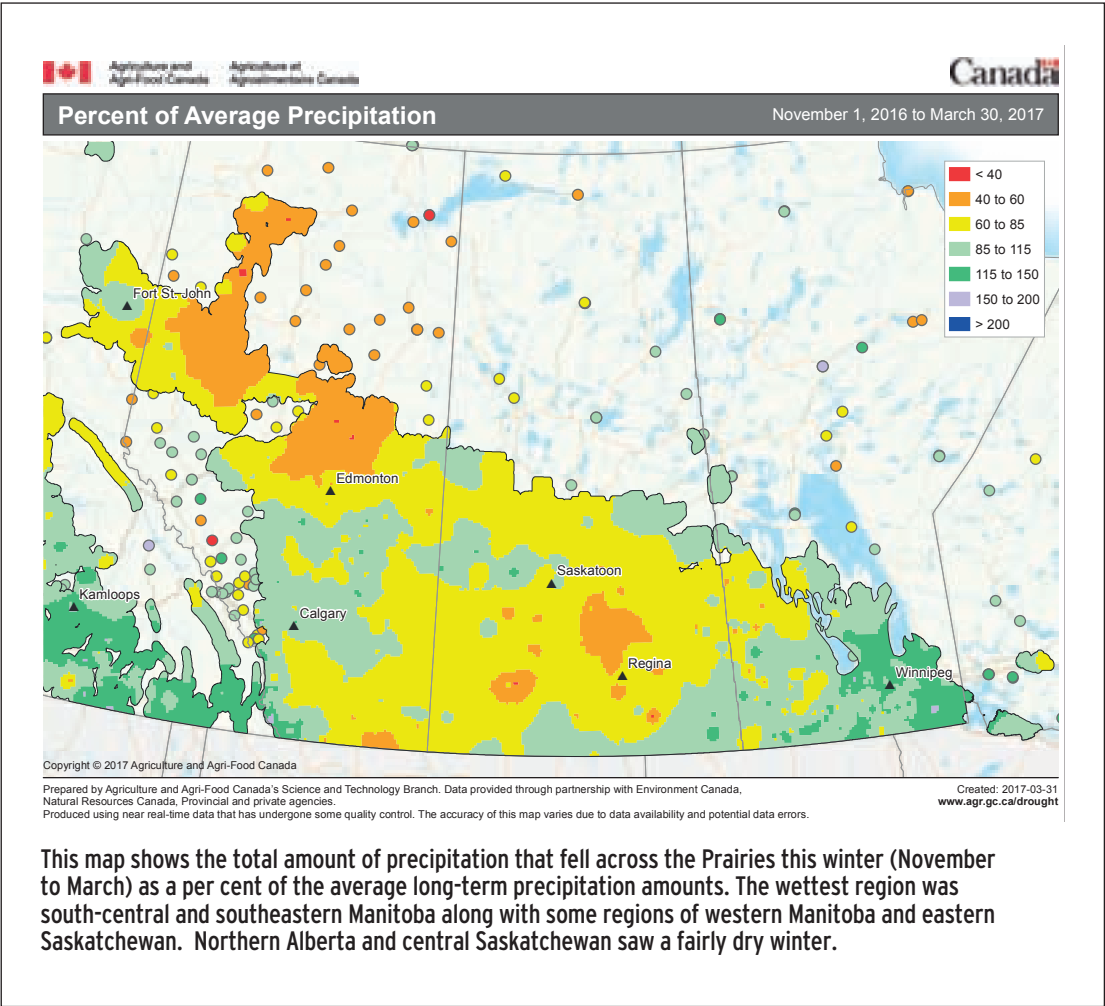 Agriculture and Agriculture et
Agri-Food Canada Agroalimentaire Canada
Canada
Percent of Average Precipitation
November 1, 2016 to March 30, 2017
< 40
40 to 60
60 to 85
85 to 115
115 to 150
150 to 200
> 200
Fort St. John
Edmonton
Saskatoon
Kamloops
Calgary
Regina
Winnipeg
Copyright © 2017 Agriculture and Agri-Food Canada
Prepared by Agriculture and Agri-Food Canada's Science and Technology Branch. Data provided through partnership with Environment Canada,
Natural Resources Canada, Provincial and private agencies.
Produced using near real-time data that has undergone some quality control. The accuracy of this map varies due to data availability and potential data errors.
Created: 2017-03-31
www.agr.gc.ca/drought
This map shows the total amount of precipitation that fell across the Prairies this winter (November
to March) as a per cent of the average long-term precipitation amounts. The wettest region was
south-central and southeastern Manitoba along with some regions of western Manitoba and eastern
Saskatchewan.  Northern Alberta and central Saskatchewan saw a fairly dry winter.